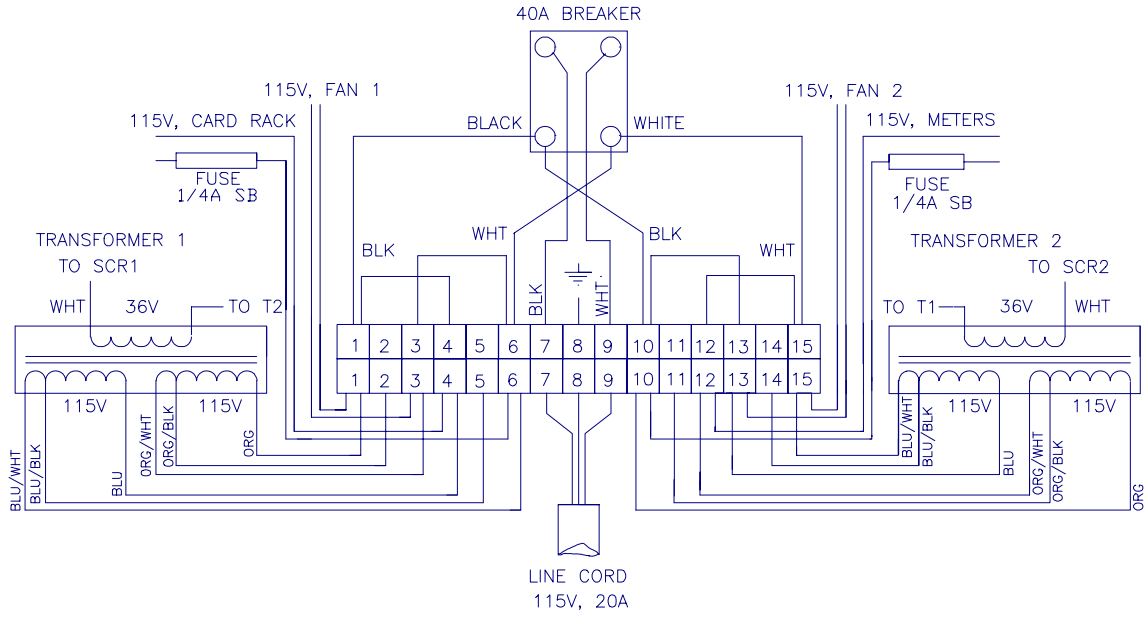 40A BREAKER
115V, FAN 1
115V, FAN 2
115V, CARD RACK
BLACK
WHITE
115V, METERS
FUSE
1/4A SB
FUSE
1/4A SB
TRANSFORMER 1
TO SCR1
WHT
BLK
BLK
WHT
TRANSFORMER 2
TO SCR2
WHT
36V
TO T2
BLK
WHT
TO T1
36V
WHT
1 2 3 4 5 6 7 8 9 10 11 12 13 14 15
1 2 3 4 5 6 7 8 9 10 11 12 13 14 15
115V
115V
115V
115V
BLU/WHT
BLU/BLK
BLU
ORG/WHT
ORG/BLK
ORG
BLU/WHT
BLU/BLK
BLU
ORG/WHT
ORG/BLK
ORG
LINE CORD
115V, 20A